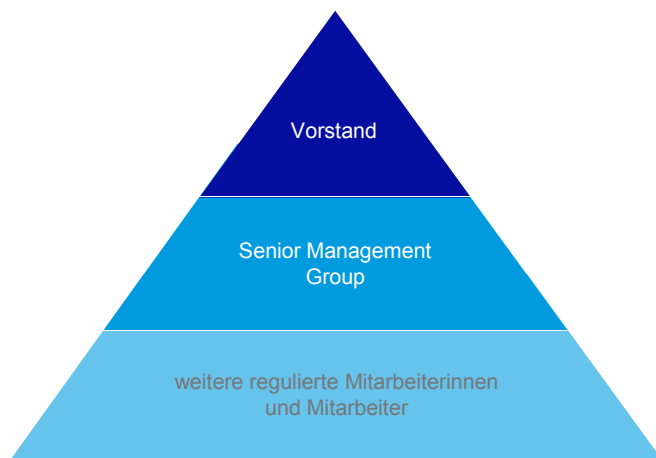 Vorstand
Senior Management
Group
weitere regulierte Mitarbeiterinnen
und Mitarbeiter